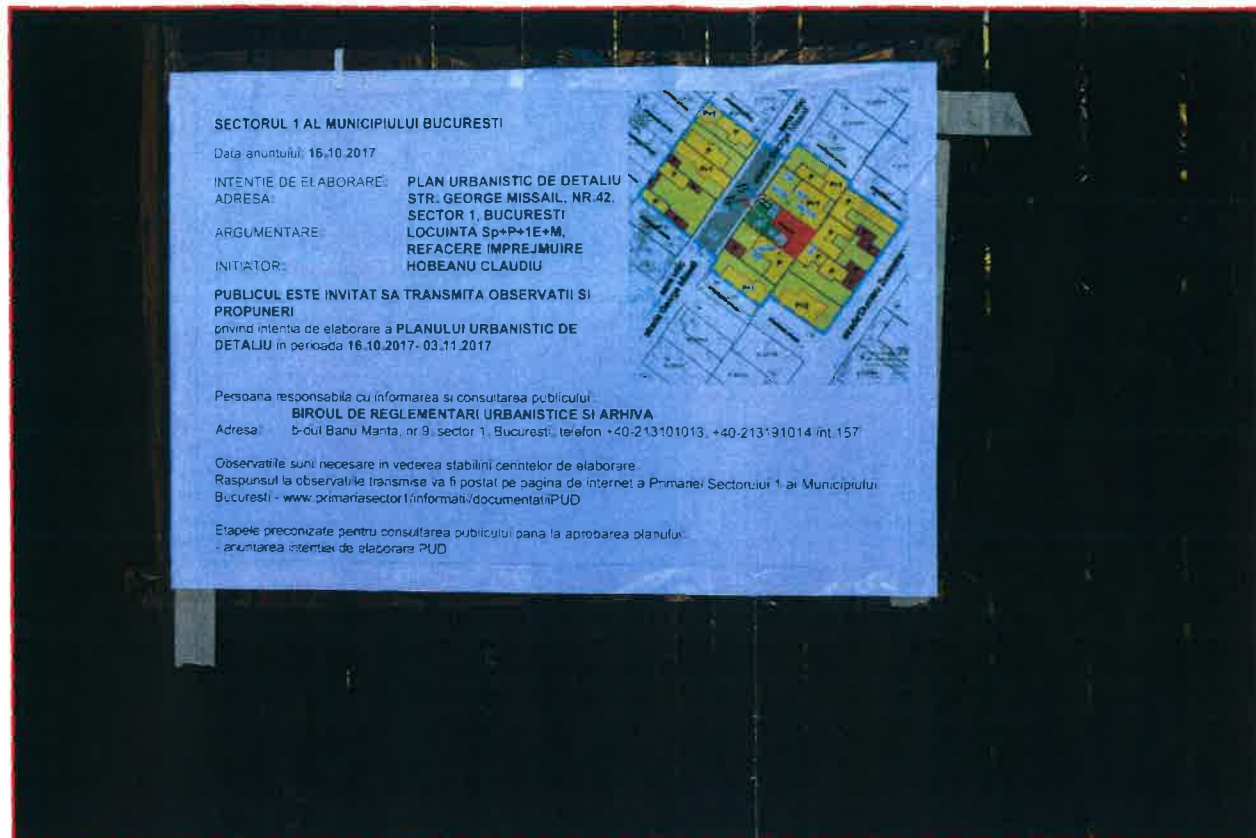 SECTORUL 1 AL MUNICIPIULUI BUCURESTI
Data anuntului: 16.10.2017
INTENTIE DE ELABORARE: PLAN URBANISTIC DE DETALIU
ADRESA: STR. GEORGE MISSAIL, NR.42,
SECTOR 1, BUCURESTI
ARGUMENTARE: LOCUINTA Sp+P+1E+M,
REFACERE IMPREJMUIRE
INITIATOR: HOBEANU CLAUDIU
PUBLICUL ESTE INVITAT SA TRANSMITA OBSERVATII SI
PROPUNERI
privind intentia de elaborare a PLANULUI URBANISTIC DE
DETALIU in perioada 16.10.2017- 03.11.2017
Persoana responsabila cu informarea si consultarea publicului:
BIROUL DE REGLEMENTARI URBANISTICE SI ARHIVA
Adresa: b-dul Banu Manta, nr 9, sector 1, Bucuresti, telefon +40-213101013, +40-213191014 int.157
Observatiile sunt necesare in vederea stabilirii cerintelor de elaborare.
Raspunsul la observatiile transmise va fi postat pe pagina de internet a Primariei Sectorului 1 al Municipiului
Bucuresti - www.primariasector1/informatii/documentatiiPUD
Etapele preconizate pentru consultarea publicului pana la aprobarea planului:
- anuntarea intentiei de elaborare PUD